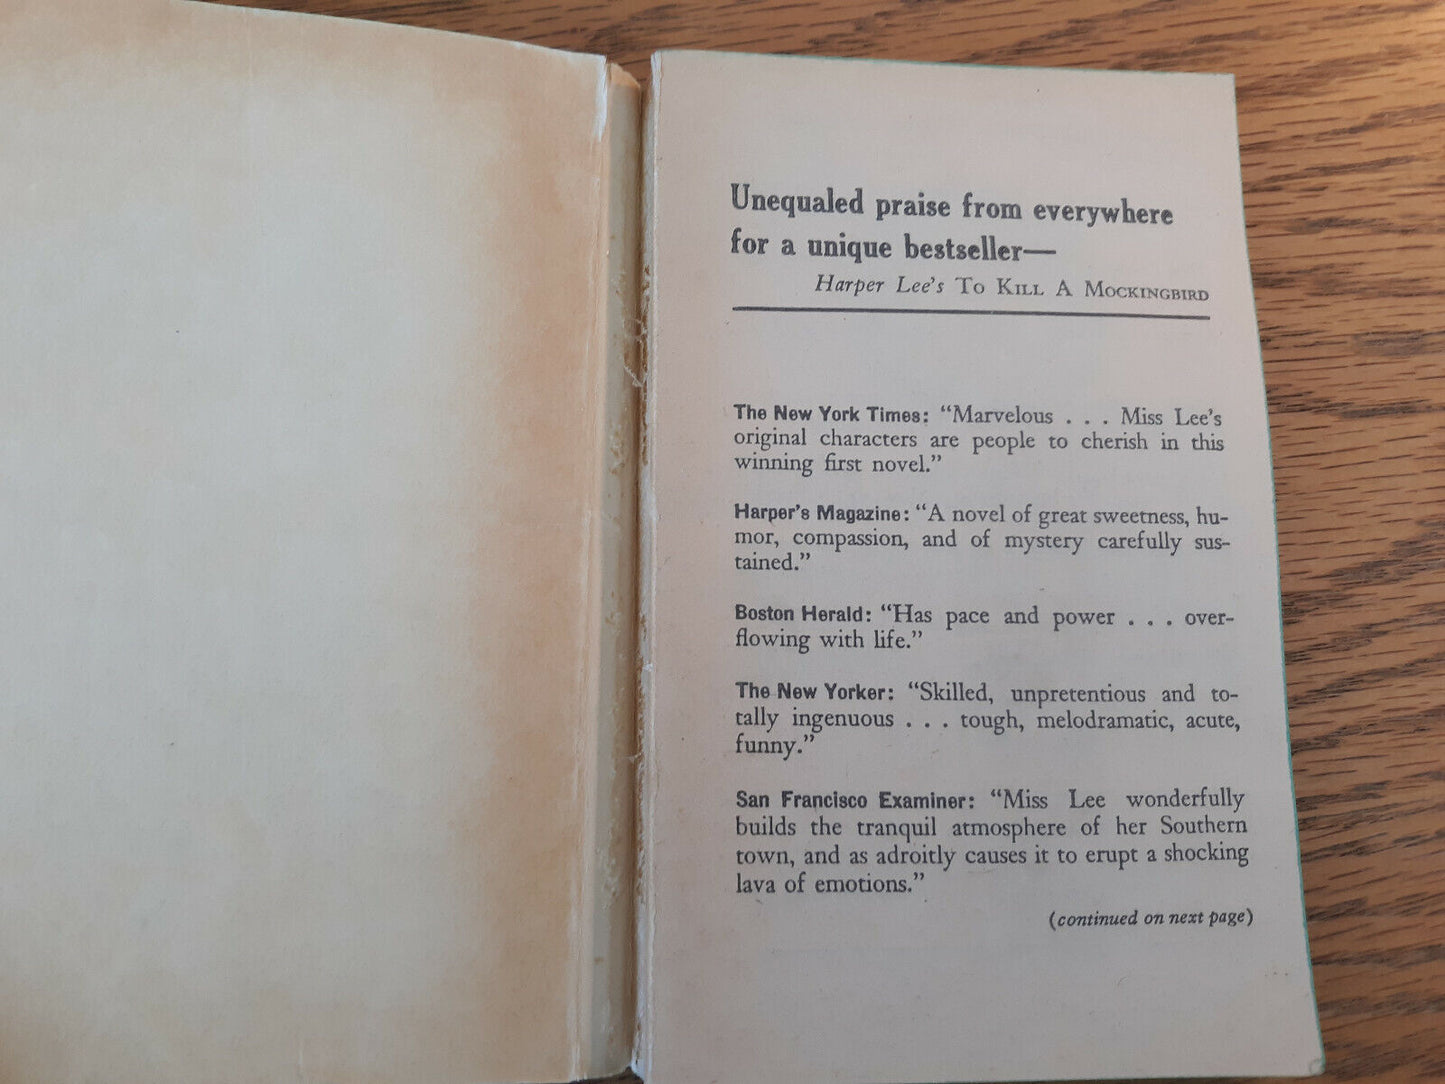 Unequaled praise from everywhere
for a unique bestseller—
Harper Lee's To Kill A Mockingbird
The New York Times: “Marvelous . . . Miss Lee's
original characters are people to cherish in this
winning first novel.”
Harper's Magazine: “A novel of great sweetness, hu-
mor, compassion, and of mystery carefully sus-
tained.”
Boston Herald: “Has pace and power . . . over-
flowing with life.”
The New Yorker: “Skilled, unpretentious and to-
tally ingenuous . . . tough, melodramatic, acute,
funny.”
San Francisco Examiner: “Miss Lee wonderfully
builds the tranquil atmosphere of her Southern
town, and as adroitly causes it to erupt a shocking
lava of emotions.”
(continued on next page)